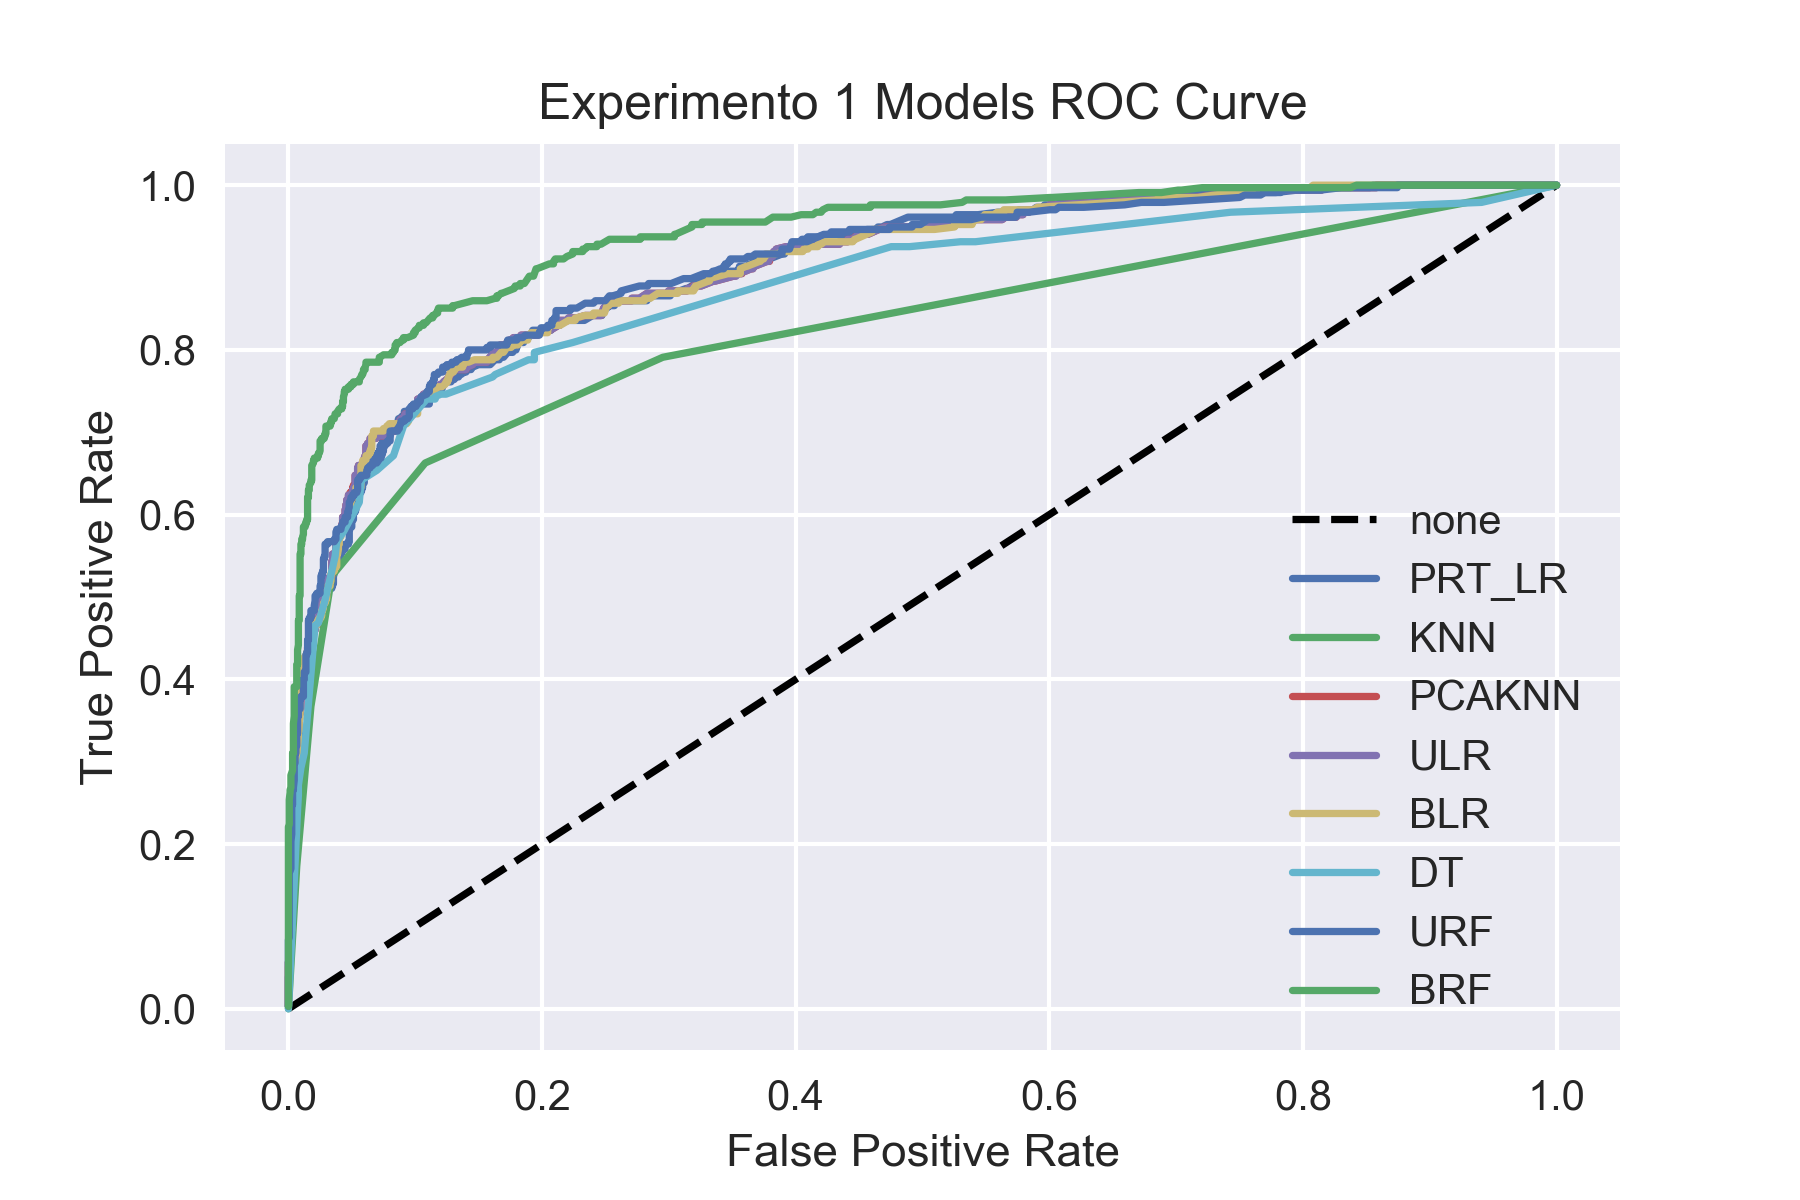 Experimento 1 Models ROC Curve
1.0
0.8
0.6
0.4
0.2
0.0
True Positive Rate
none
PRT_LR
KNN
PCAKNN
ULR
BLR
DT
URF
BRF
0.0 0.2 0.4 0.6 0.8 1.0
False Positive Rate